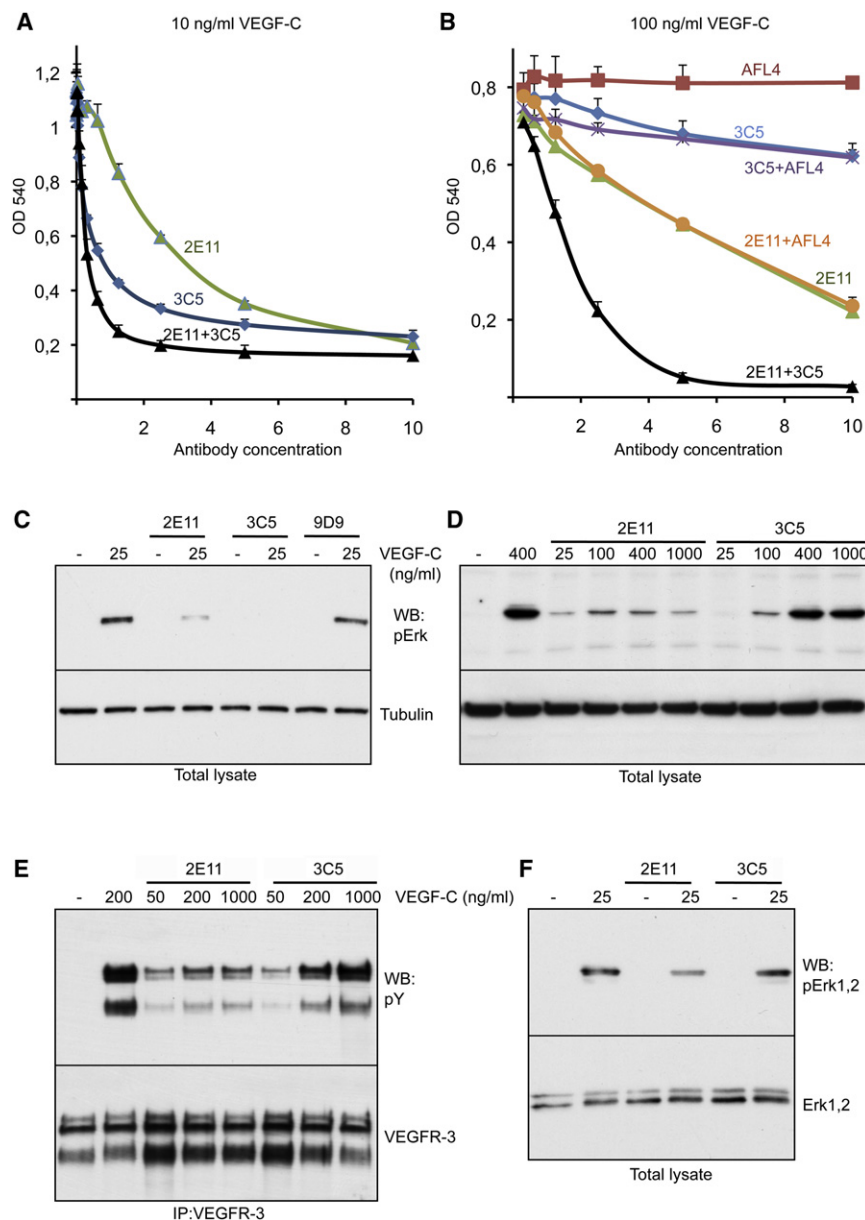 A
10 ng/ml VEGF-C
1,2
1
0,8
0,6
0,4
0,2
OD 540
2E11
3C5
2E11+3C5
2 4 6 8 10
Antibody concentration
B
100 ng/ml VEGF-C
0,8
0,6
0,4
0,2
OD 540
AFL4
3C5
3C5+AFL4
2E11+AFL4
2E11
2E11+3C5
2 4 6 8 10
Antibody concentration
C
2E11 3C5 9D9
- 25 - 25 - 25 - 25 VEGF-C
(ng/ml)
WB:
pErk
Tubulin
Total lysate
D
2E11 3C5
- 400 25 100 400 1000 25 100 400 1000
Total lysate
E
2E11 3C5
- 200 50 200 1000 50 200 1000 VEGF-C (ng/ml)
WB:
pY
VEGFR-3
IP:VEGFR-3
F
2E11 3C5
- 25 - 25 - 25
WB:
pErk1,2
Erk1,2
Total lysate